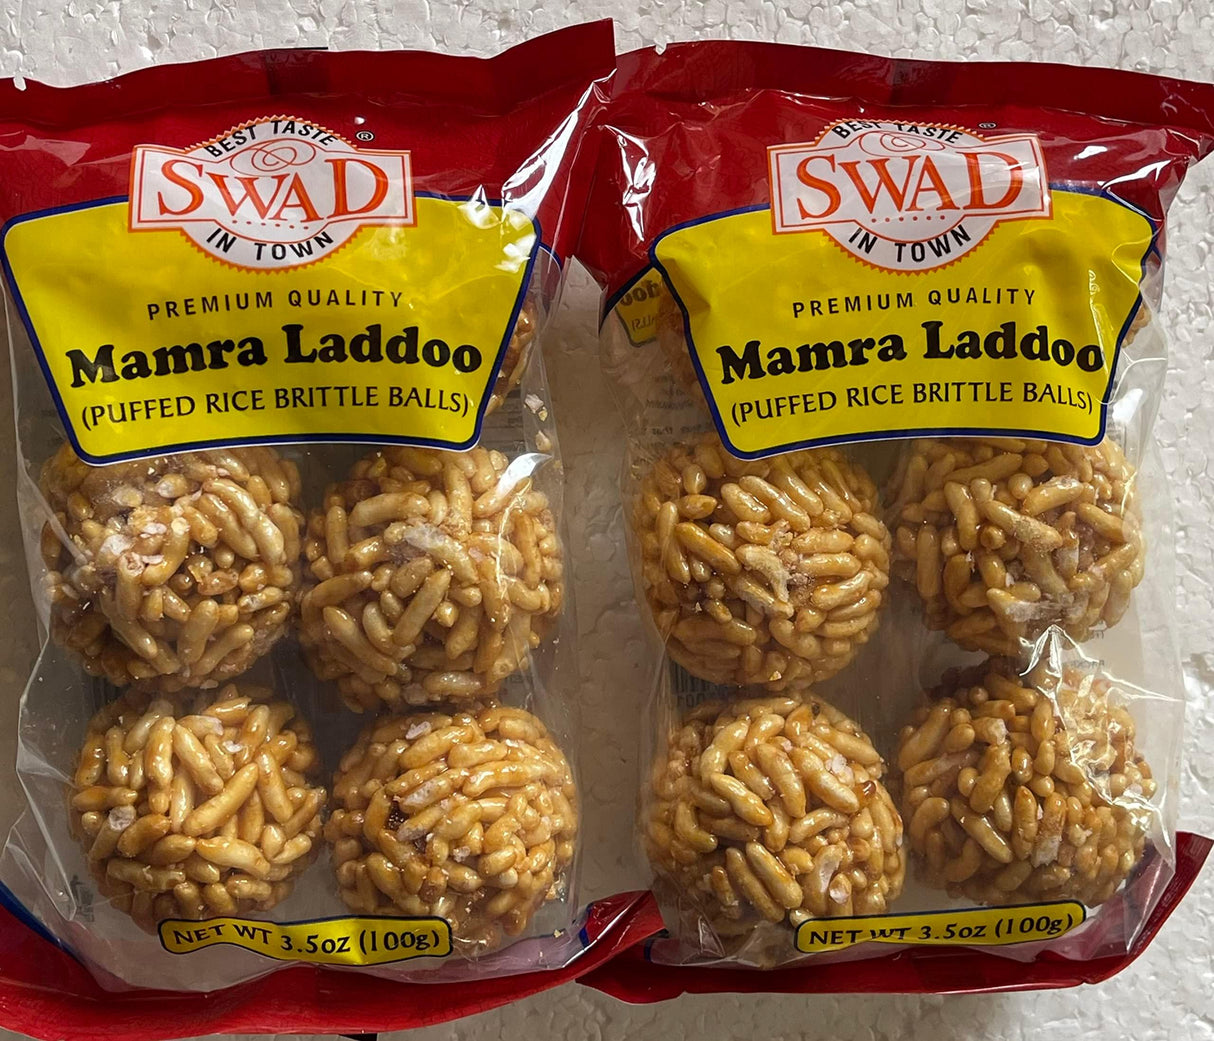 BEST TASTE ®
SWAD
IN TOWN
PREMIUM QUALITY
Mamra Laddoo
(PUFFED RICE BRITTLE BALLS)
NET WT 3.5oz (100g)
BEST TASTE ®
SWAD
IN TOWN
PREMIUM QUALITY
Mamra Laddoo
(PUFFED RICE BRITTLE BALLS)
NET WT 3.5oz (100g)